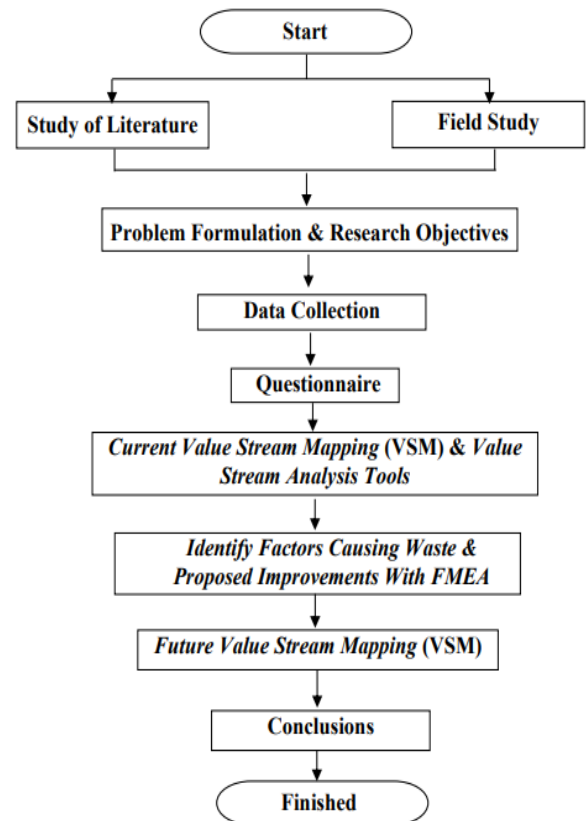 Start
Study of Literature
Field Study
Problem Formulation & Research Objectives
Data Collection
Questionnaire
Current Value Stream Mapping (VSM) & Value
Stream Analysis Tools
Identify Factors Causing Waste &
Proposed Improvements With FMEA
Future Value Stream Mapping (VSM)
Conclusions
Finished